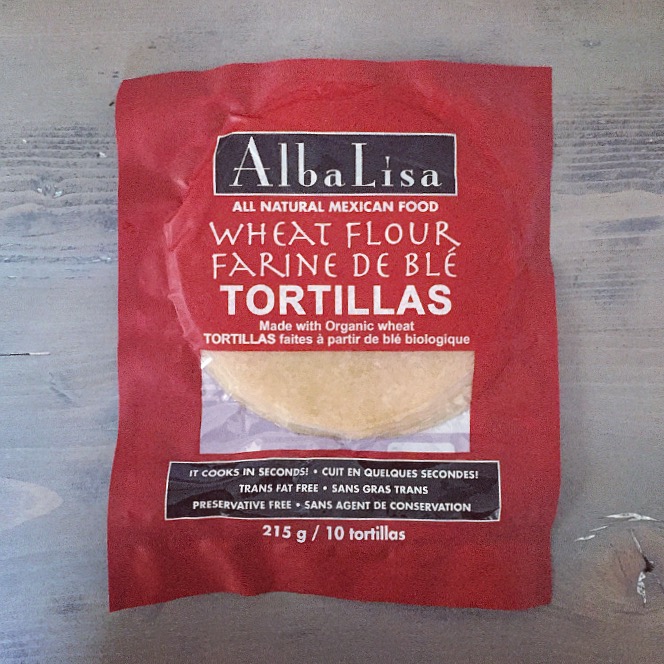 AlbaLisa
ALL NATURAL MEXICAN FOOD
WHEAT FLOUR
FARINE DE BLÉ
TORTILLAS
Made with Organic wheat
TORTILLAS faites à partir de blé biologique
IT COOKS IN SECONDS! • CUIT EN QUELQUES SECONDES!
TRANS FAT FREE • SANS GRAS TRANS
PRESERVATIVE FREE • SANS AGENT DE CONSERVATION
215 g / 10 tortillas